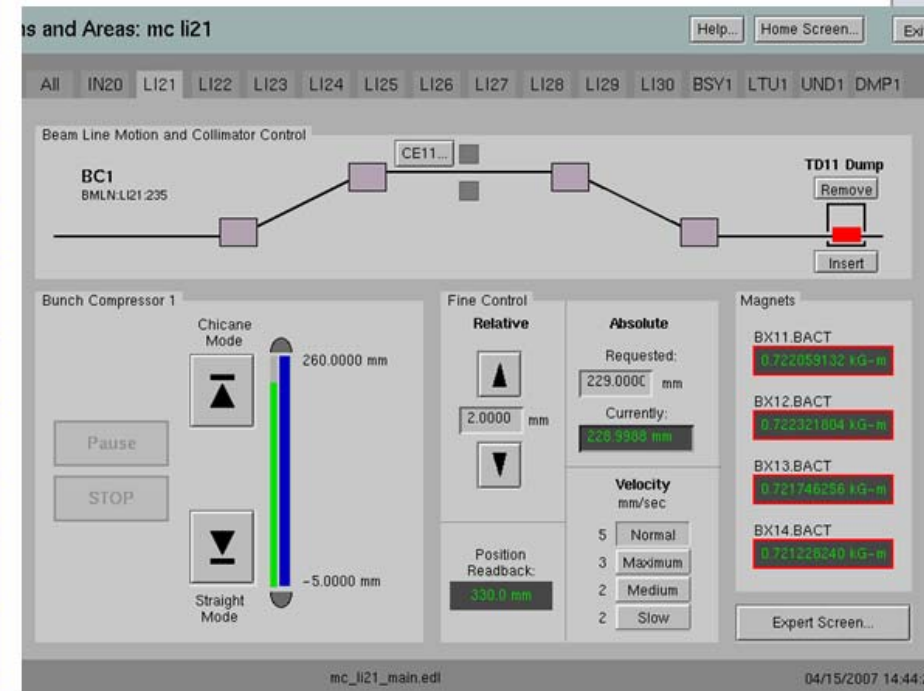 ns and Areas: mc li21
Help... Home Screen... Exi
All IN20 LI21 LI22 LI23 LI24 LI25 LI26 LI27 LI28 LI29 LI30 BSY1 LTU1 UND1 DMP1
Beam Line Motion and Collimator Control
BC1
BMLN:LI21:235
CE11...
TD11 Dump
Remove
Insert
Bunch Compressor 1
Chicane
Mode
260.0000 mm
Pause
STOP
-5.0000 mm
Straight
Mode
Fine Control
Relative
2.0000 mm
Position
Readback:
330.0 mm
Absolute
Requested:
229.000C mm
Currently:
228.9988 mm
Velocity
mm/sec
5 Normal
3 Maximum
2 Medium
2 Slow
Magnets
BX11.BACT
0.722059132 kG-m
BX12.BACT
0.722321804 kG-m
BX13.BACT
0.721746256 kG-m
BX14.BACT
0.721228240 kG-m
Expert Screen...
mc_li21_main.edl
04/15/2007 14:44: